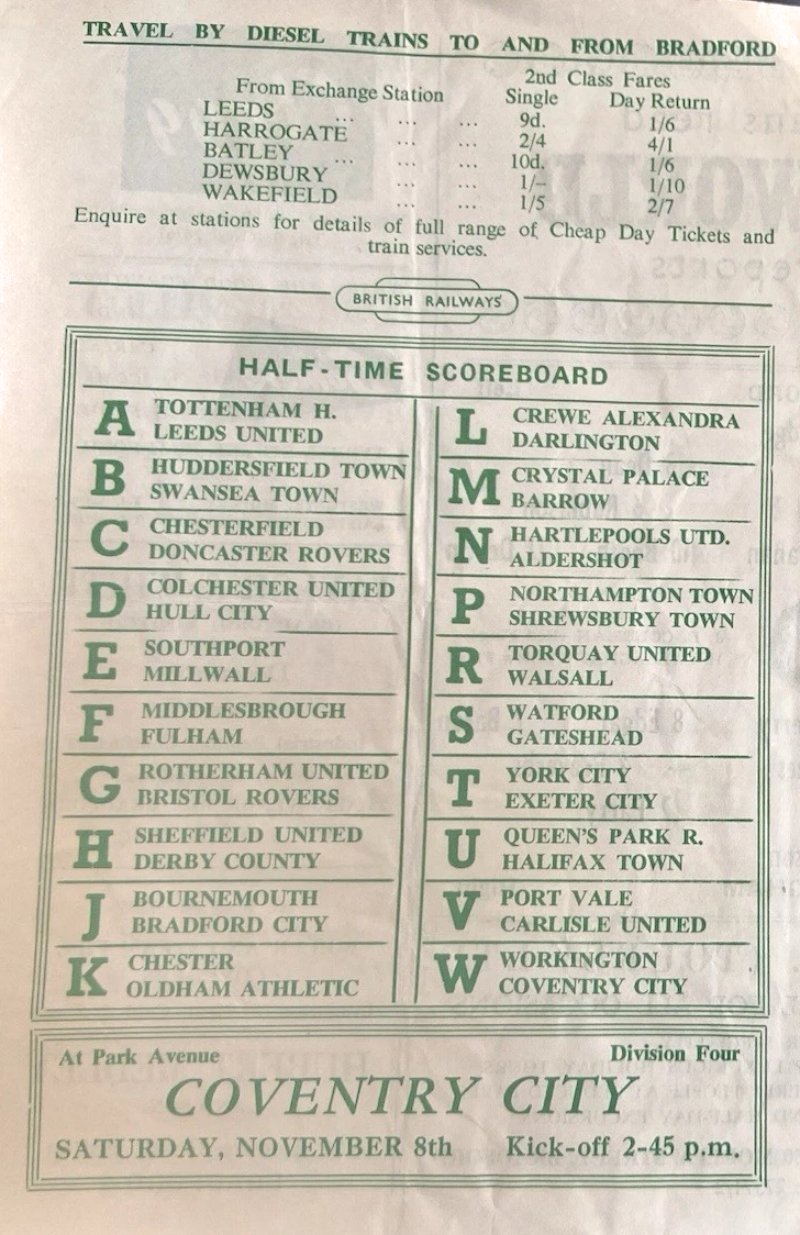 TRAVEL BY DIESEL TRAINS TO AND FROM BRADFORD
2nd Class Fares
From Exchange Station Single Day Return
LEEDS ... ... ... 9d. 1/6
HARROGATE ... ... 2/4 4/1
BATLEY ... ... ... 10d. 1/6
DEWSBURY ... ... 1/- 1/10
WAKEFIELD ... ... 1/5 2/7
Enquire at stations for details of full range of Cheap Day Tickets and
train services.
BRITISH RAILWAYS
HALF-TIME SCOREBOARD
A TOTTENHAM H.
LEEDS UNITED
B HUDDERSFIELD TOWN
SWANSEA TOWN
C CHESTERFIELD
DONCASTER ROVERS
D COLCHESTER UNITED
HULL CITY
E SOUTHPORT
MILLWALL
F MIDDLESBROUGH
FULHAM
G ROTHERHAM UNITED
BRISTOL ROVERS
H SHEFFIELD UNITED
DERBY COUNTY
J BOURNEMOUTH
BRADFORD CITY
K CHESTER
OLDHAM ATHLETIC
L CREWE ALEXANDRA
DARLINGTON
M CRYSTAL PALACE
BARROW
N HARTLEPOOLS UTD.
ALDERSHOT
P NORTHAMPTON TOWN
SHREWSBURY TOWN
R TORQUAY UNITED
WALSALL
S WATFORD
GATESHEAD
T YORK CITY
EXETER CITY
U QUEEN'S PARK R.
HALIFAX TOWN
V PORT VALE
CARLISLE UNITED
W WORKINGTON
COVENTRY CITY
At Park Avenue Division Four
COVENTRY CITY
SATURDAY, NOVEMBER 8th Kick-off 2-45 p.m.